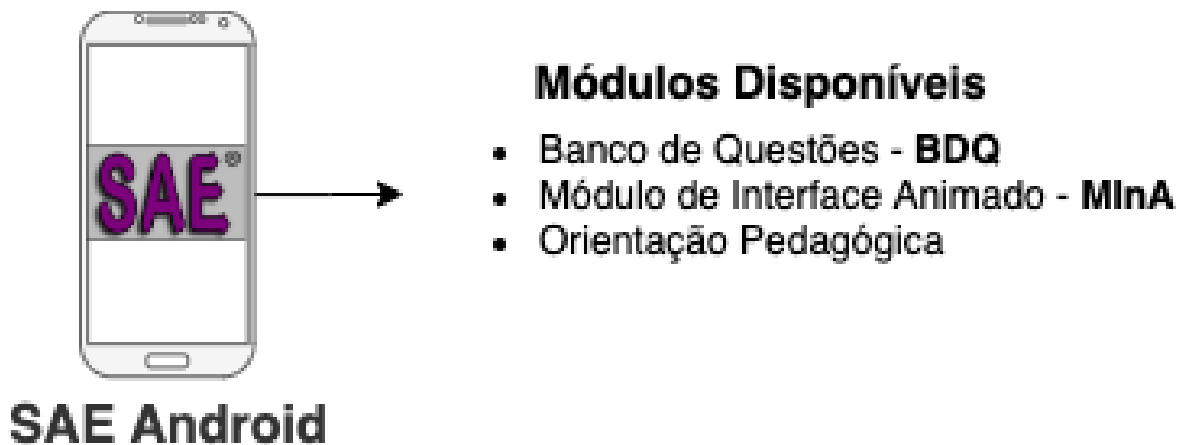 SAE®
Módulos Disponíveis
• Banco de Questões - BDQ
• Módulo de Interface Animado - MInA
• Orientação Pedagógica
SAE Android